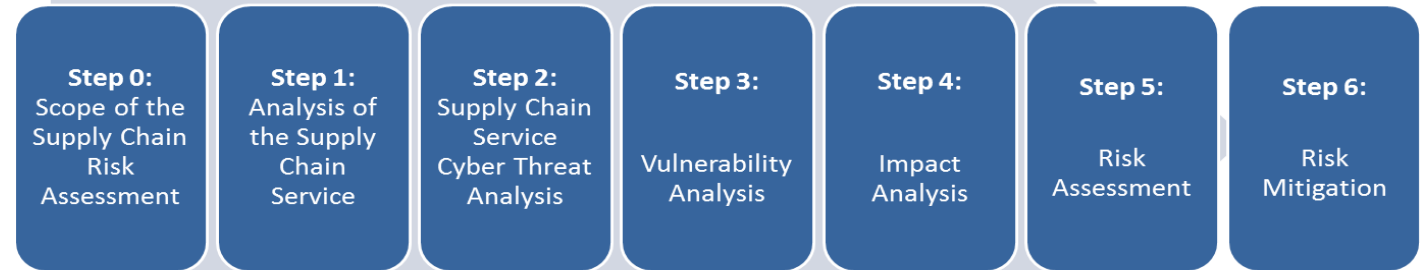 Step 0:
Scope of the
Supply Chain
Risk
Assessment
Step 1:
Analysis of
the Supply
Chain
Service
Step 2:
Supply Chain
Service
Cyber Threat
Analysis
Step 3:
Vulnerability
Analysis
Step 4:
Impact
Analysis
Step 5:
Risk
Assessment
Step 6:
Risk
Mitigation